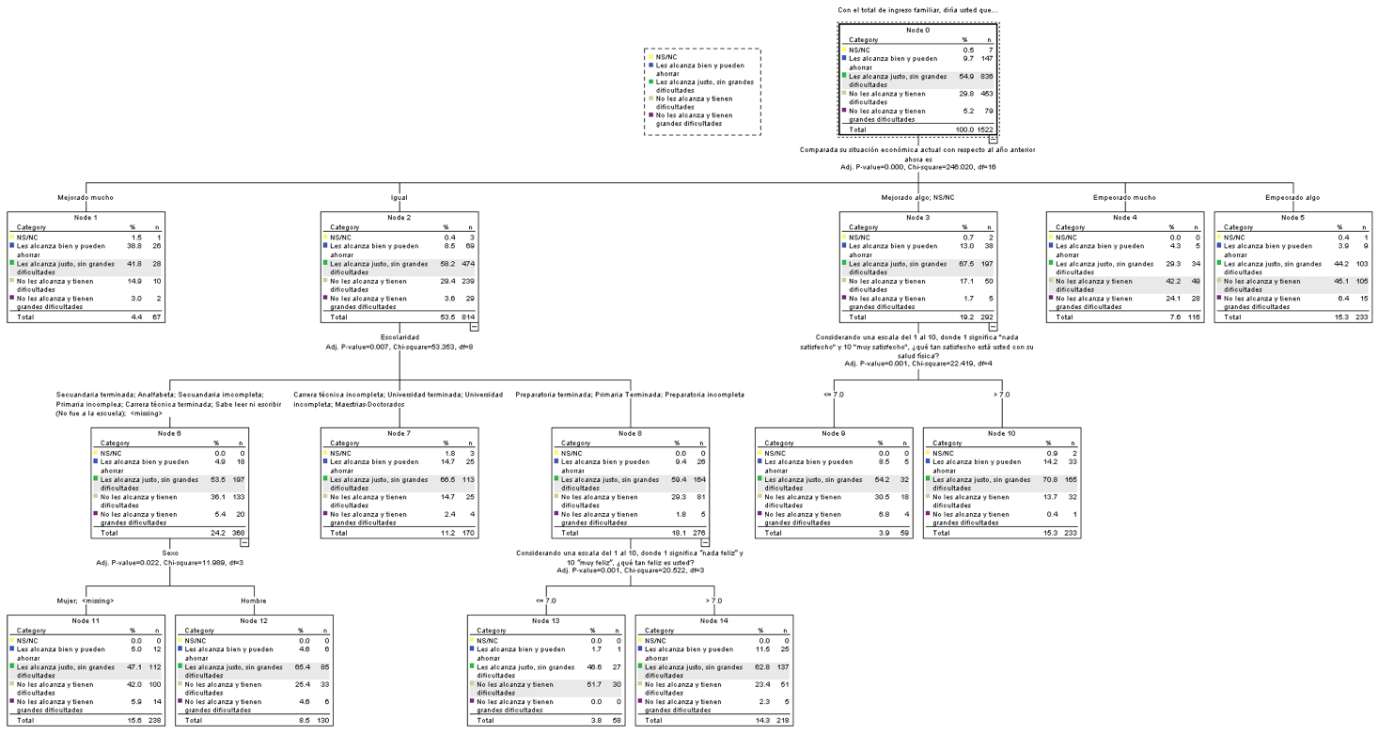 Con el total de ingreso familiar, diría usted que...
Node 0
Category % n
NS/NC 0.5 7
Les alcanza bien y pueden 9.7 147
ahorrar
Les alcanza justo, sin grandes 54.9 836
dificultades
No les alcanza y tienen 29.8 453
dificultades
No les alcanza y tienen 5.2 79
grandes dificultades
Total 100.0 1522
NS/NC
Les alcanza bien y pueden
ahorrar
Les alcanza justo, sin grandes
dificultades
No les alcanza y tienen
dificultades
No les alcanza y tienen
grandes dificultades
Comparada su situación económica actual con respecto al año anterior
ahora es
Adj. P-value=0.000, Chi-square=246.020, df=16
Mejorado mucho
Igual
Mejorado algo; NS/NC
Empeorado mucho
Empeorado algo
Node 1
Category % n
NS/NC 1.5 1
Les alcanza bien y pueden 38.8 26
ahorrar
Les alcanza justo, sin grandes 41.8 28
dificultades
No les alcanza y tienen 14.9 10
dificultades
No les alcanza y tienen 3.0 2
grandes dificultades
Total 4.4 67
Node 2
Category % n
NS/NC 0.4 3
Les alcanza bien y pueden 8.5 69
ahorrar
Les alcanza justo, sin grandes 58.2 474
dificultades
No les alcanza y tienen 29.4 239
dificultades
No les alcanza y tienen 3.6 29
grandes dificultades
Total 53.5 814
Node 3
Category % n
NS/NC 0.7 2
Les alcanza bien y pueden 13.0 38
ahorrar
Les alcanza justo, sin grandes 67.5 197
dificultades
No les alcanza y tienen 17.1 50
dificultades
No les alcanza y tienen 1.7 5
grandes dificultades
Total 19.2 292
Node 4
Category % n
NS/NC 0.0 0
Les alcanza bien y pueden 4.3 5
ahorrar
Les alcanza justo, sin grandes 29.3 34
dificultades
No les alcanza y tienen 42.2 49
dificultades
No les alcanza y tienen 24.1 28
grandes dificultades
Total 7.6 116
Node 5
Category % n
NS/NC 0.4 1
Les alcanza bien y pueden 3.9 9
ahorrar
Les alcanza justo, sin grandes 44.2 103
dificultades
No les alcanza y tienen 45.1 105
dificultades
No les alcanza y tienen 6.4 15
grandes dificultades
Total 15.3 233
Escolaridad
Adj. P-value=0.007, Chi-square=53.353, df=8
Considerando una escala del 1 al 10, donde 1 significa "nada
satisfecho" y 10 "muy satisfecho", ¿qué tan satisfecho está usted con su
salud física?
Adj. P-value=0.001, Chi-square=22.419, df=4
Secuandaria terminada; Analfabeta; Secundaria imcompleta;
Primaria incomplea; Carrera técnica terminada; Sabe leer ni escribir
(No fue a la escuela); <missing>
Carrera técnica incompleta; Universidad terminada; Universidad
incompleta; Maestrias-Doctorados
Preparatoria terminada; Primaria Terminada; Preparatoria incompleta
<= 7.0
> 7.0
Node 6
Category % n
NS/NC 0.0 0
Les alcanza bien y pueden 4.9 18
ahorrar
Les alcanza justo, sin grandes 53.5 197
dificultades
No les alcanza y tienen 36.1 133
dificultades
No les alcanza y tienen 5.4 20
grandes dificultades
Total 24.2 368
Node 7
Category % n
NS/NC 1.8 3
Les alcanza bien y pueden 14.7 25
ahorrar
Les alcanza justo, sin grandes 66.5 113
dificultades
No les alcanza y tienen 14.7 25
dificultades
No les alcanza y tienen 2.4 4
grandes dificultades
Total 11.2 170
Node 8
Category % n
NS/NC 0.0 0
Les alcanza bien y pueden 9.4 26
ahorrar
Les alcanza justo, sin grandes 59.4 164
dificultades
No les alcanza y tienen 29.3 81
dificultades
No les alcanza y tienen 1.8 5
grandes dificultades
Total 18.1 276
Node 9
Category % n
NS/NC 0.0 0
Les alcanza bien y pueden 8.5 5
ahorrar
Les alcanza justo, sin grandes 54.2 32
dificultades
No les alcanza y tienen 30.5 18
dificultades
No les alcanza y tienen 6.8 4
grandes dificultades
Total 3.9 59
Node 10
Category % n
NS/NC 0.9 2
Les alcanza bien y pueden 14.2 33
ahorrar
Les alcanza justo, sin grandes 70.8 165
dificultades
No les alcanza y tienen 13.7 32
dificultades
No les alcanza y tienen 0.4 1
grandes dificultades
Total 15.3 233
Sexo
Adj. P-value=0.022, Chi-square=11.989, df=3
Considerando una escala del 1 al 10, donde 1 significa "nada feliz" y
10 "muy feliz", ¿qué tan feliz es usted?
Adj. P-value=0.001, Chi-square=20.522, df=3
Mujer; <missing>
Hombre
<= 7.0
> 7.0
Node 11
Category % n
NS/NC 0.0 0
Les alcanza bien y pueden 5.0 12
ahorrar
Les alcanza justo, sin grandes 47.1 112
dificultades
No les alcanza y tienen 42.0 100
dificultades
No les alcanza y tienen 5.9 14
grandes dificultades
Total 15.6 238
Node 12
Category % n
NS/NC 0.0 0
Les alcanza bien y pueden 4.6 6
ahorrar
Les alcanza justo, sin grandes 65.4 85
dificultades
No les alcanza y tienen 25.4 33
dificultades
No les alcanza y tienen 4.6 6
grandes dificultades
Total 8.5 130
Node 13
Category % n
NS/NC 0.0 0
Les alcanza bien y pueden 1.7 1
ahorrar
Les alcanza justo, sin grandes 46.6 27
dificultades
No les alcanza y tienen 51.7 30
dificultades
No les alcanza y tienen 0.0 0
grandes dificultades
Total 3.8 58
Node 14
Category % n
NS/NC 0.0 0
Les alcanza bien y pueden 11.5 25
ahorrar
Les alcanza justo, sin grandes 62.8 137
dificultades
No les alcanza y tienen 23.4 51
dificultades
No les alcanza y tienen 2.3 5
grandes dificultades
Total 14.3 218